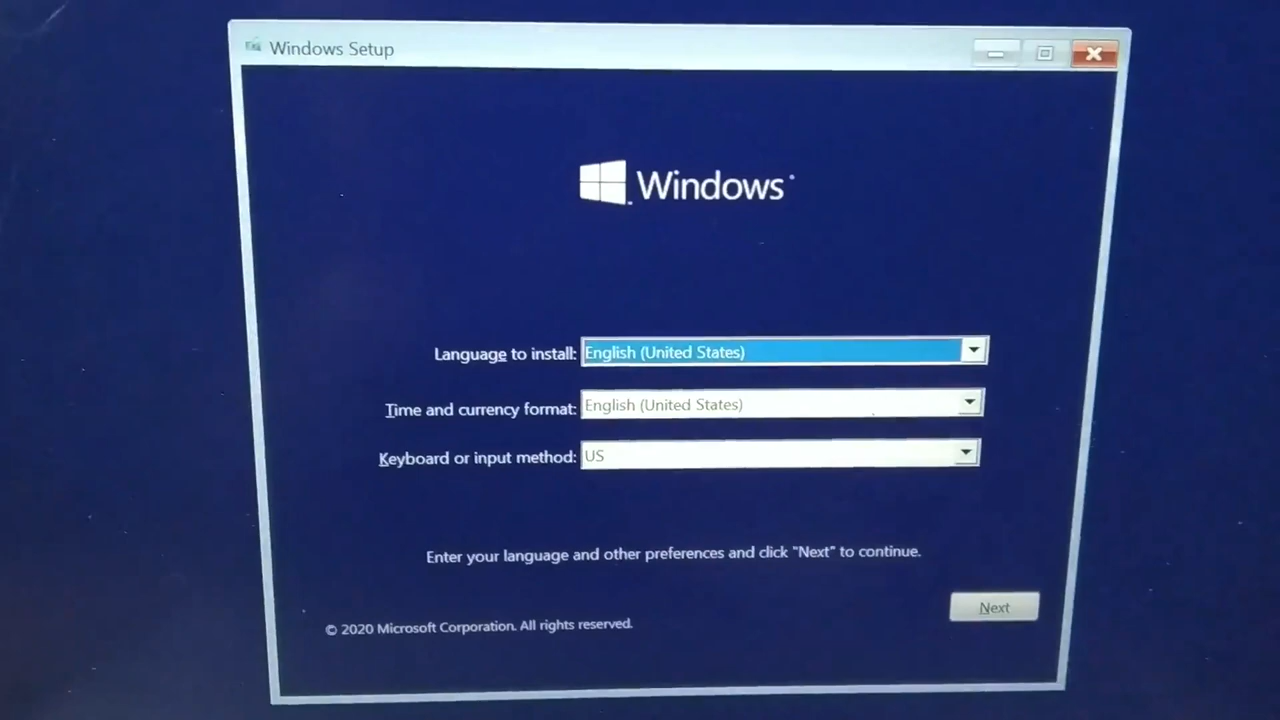 Windows Setup
Windows
Language to install: English (United States)
Time and currency format: English (United States)
Keyboard or input method: US
Enter your language and other preferences and click "Next" to continue.
Next
© 2020 Microsoft Corporation. All rights reserved.